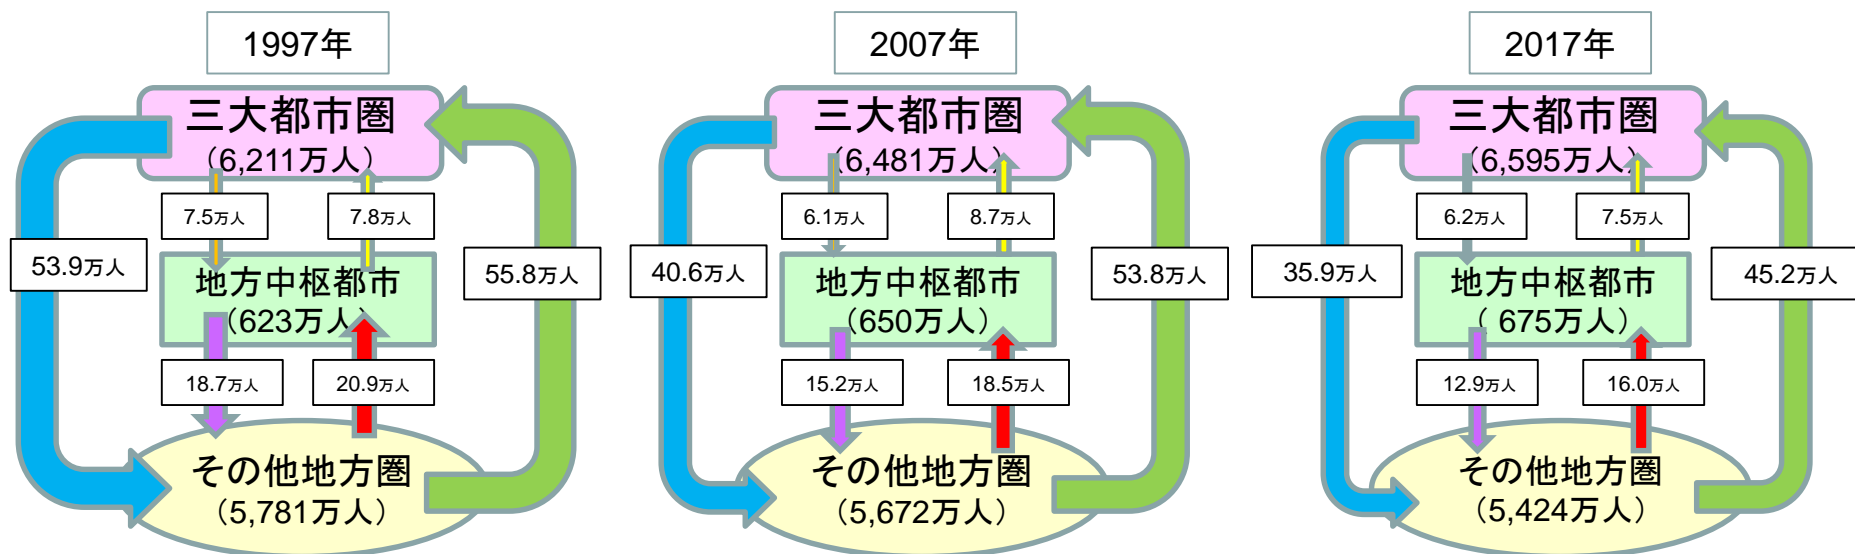 1997年
三大都市圏
（6,211万人）
7.5万人
7.8万人
53.9万人
55.8万人
地方中枢都市
（623万人）
18.7万人
20.9万人
その他地方圏
（5,781万人）
2007年
三大都市圏
（6,481万人）
6.1万人
8.7万人
40.6万人
53.8万人
地方中枢都市
（650万人）
15.2万人
18.5万人
その他地方圏
（5,672万人）
2017年
三大都市圏
（6,595万人）
6.2万人
7.5万人
35.9万人
45.2万人
地方中枢都市
（ 675万人）
12.9万人
16.0万人
その他地方圏
（5,424万人）